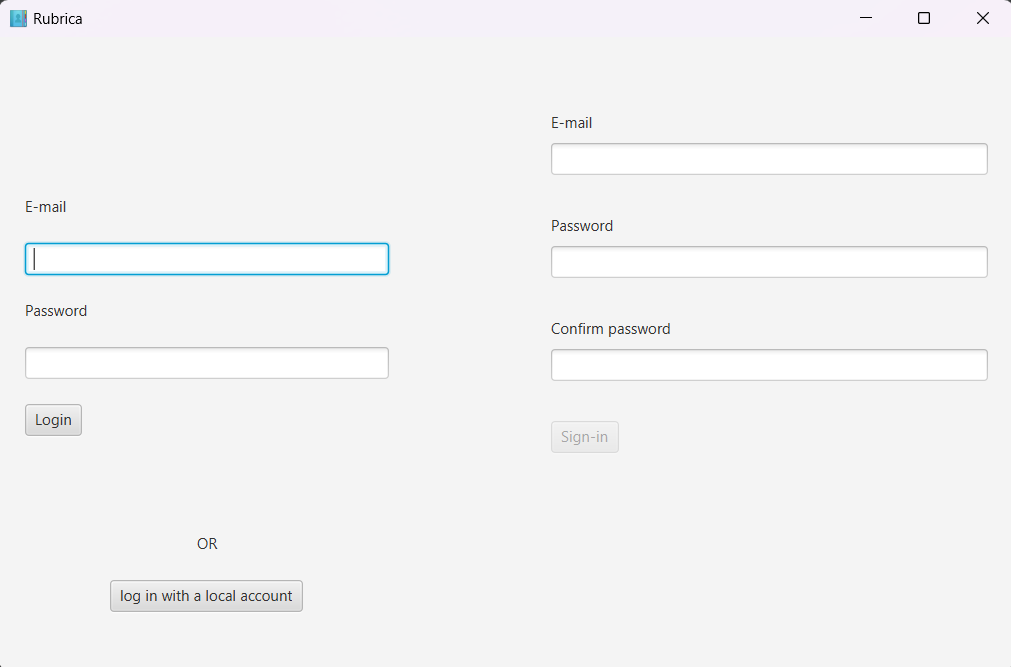 Rubrica
E-mail
Password
Login
OR
log in with a local account
E-mail
Password
Confirm password
Sign-in